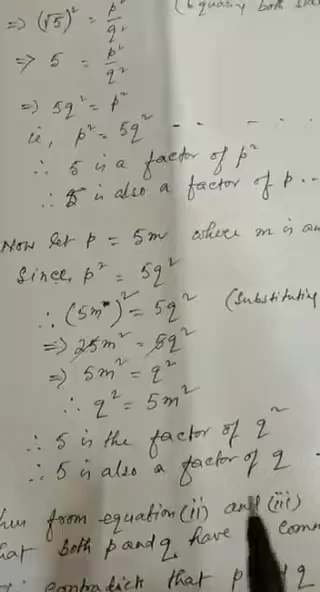 ⇒ (√5)² = p²/q² (Squaring both
⇒ 5 = p²/q²
⇒ 5q² = p²
ie, p² = 5q² - - - - -
∴ 5 is a factor of p²
∴ 5 is also a factor of p - -
Now let p = 5m where m is an
Since, p² = 5q²
∴ (5m)² = 5q² (Substituting
⇒ 25m² = 5q²
⇒ 5m² = q²
∴ q² = 5m²
∴ 5 is the factor of q²
∴ 5 is also a factor of q -
from equation (ii) and (iii)
that both p and q have
contradict that p q